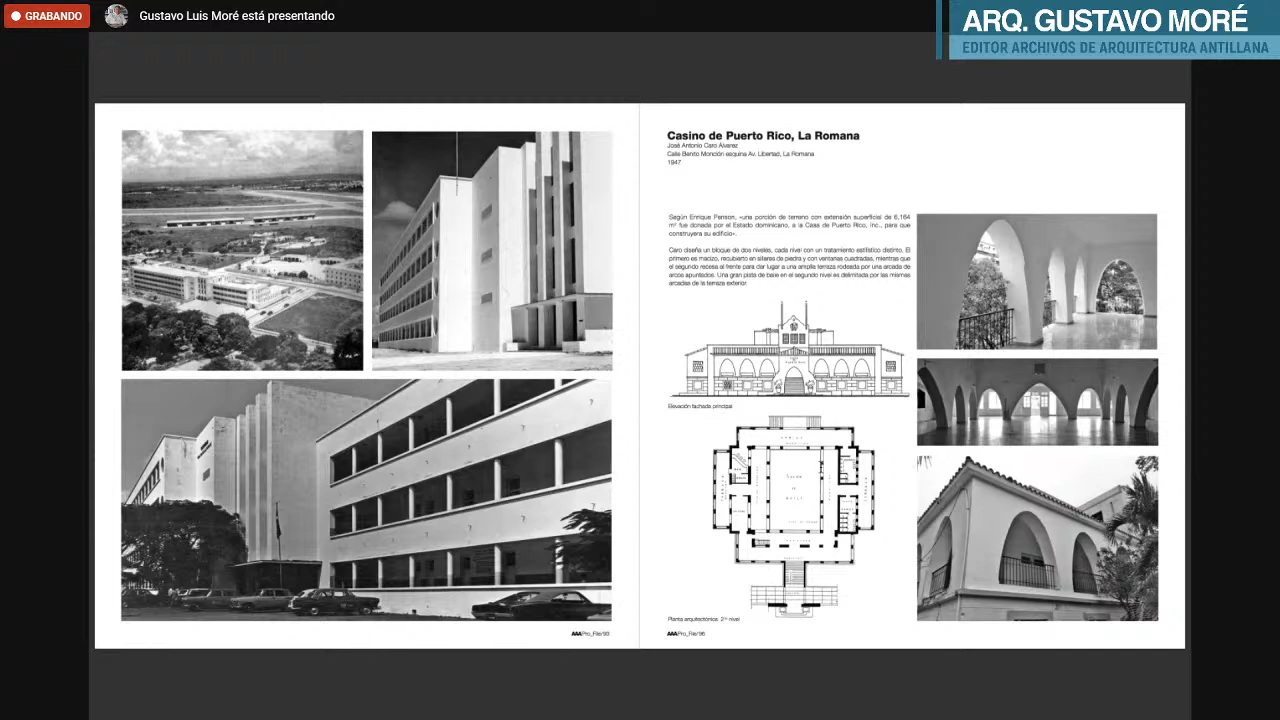 GRABANDO
Gustavo Luis Moré está presentando
ARQ. GUSTAVO MORÉ
EDITOR ARCHIVOS DE ARQUITECTURA ANTILLANA
Casino de Puerto Rico, La Romana
José Antonio Caro Álvarez
Calle Benito Monción esquina Av. Libertad, La Romana
1947
Según Enrique Penson, «una porción de terreno con extensión superficial de 6,164
m² fue donada por el Estado dominicano, a la Casa de Puerto Rico, Inc., para que
construyera su edificio».
Caro diseña un bloque de dos niveles, cada nivel con un tratamiento estilístico distinto. El
primero es macizo, recubierto en sillares de piedra y con ventanas cuadradas, mientras que
el segundo recesa al frente para dar lugar a una amplia terraza rodeada por una arcada de
arcos apuntados. Una gran pista de baile en el segundo nivel es delimitada por las mismas
arcadas de la terraza exterior.
Elevación fachada principal
Planta arquitectónica 2do nivel
AAAPro_File/93
AAAPro_File/96